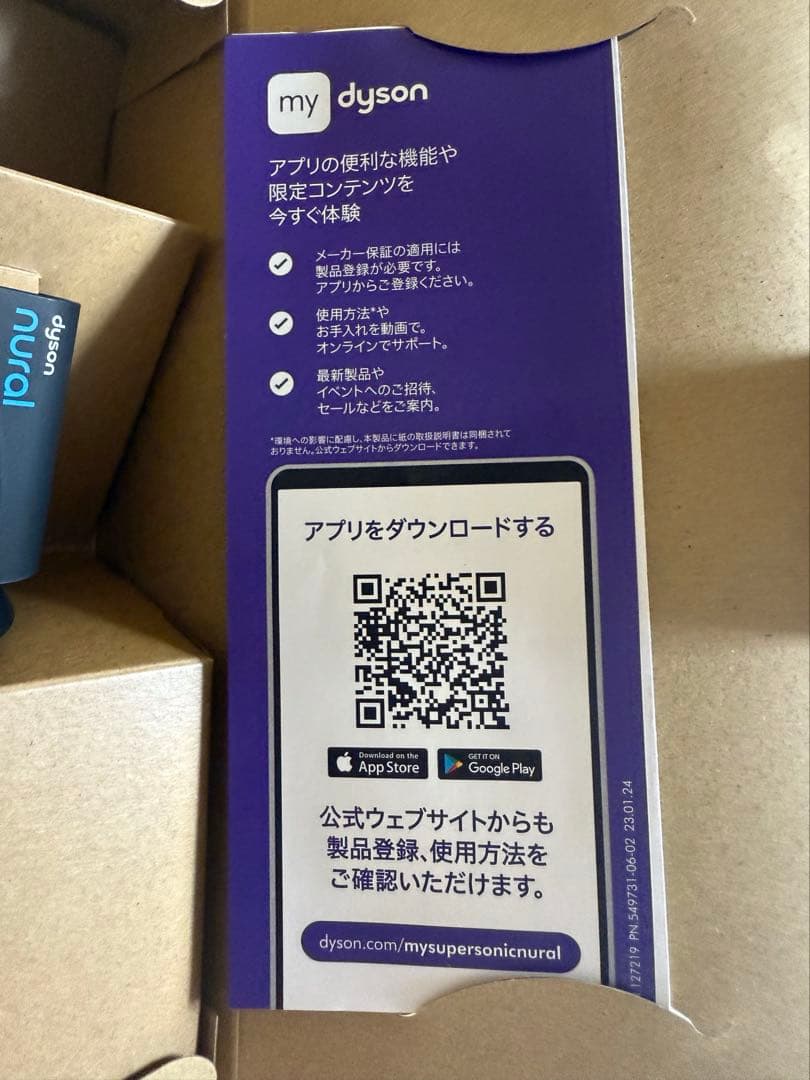 my dyson
アプリの便利な機能や
限定コンテンツを
今すぐ体験
メーカー保証の適用には
製品登録が必要です。
アプリからご登録ください。
使用方法*や
お手入れを動画で。
オンラインでサポート。
最新製品や
イベントへのご招待、
セールなどをご案内。
*環境への影響に配慮し、本製品に紙の取扱説明書は同梱されて
おりません。公式ウェブサイトからダウンロードできます。
アプリをダウンロードする
Download on the
App Store
GET IT ON
Google Play
公式ウェブサイトからも
製品登録、使用方法を
ご確認いただけます。
dyson.com/mysupersonicnural
127219 PN.549731-06-02 23.01.24
dyson
nural